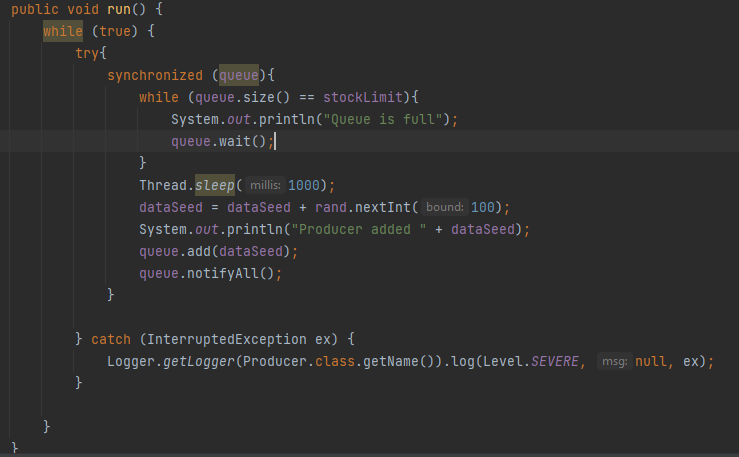 public void run() {
while (true) {
try{
synchronized (queue){
while (queue.size() == stockLimit){
System.out.println("Queue is full");
queue.wait();
}
Thread.sleep( millis: 1000);
dataSeed = dataSeed + rand.nextInt( bound: 100);
System.out.println("Producer added " + dataSeed);
queue.add(dataSeed);
queue.notifyAll();
}
} catch (InterruptedException ex) {
Logger.getLogger(Producer.class.getName()).log(Level.SEVERE, msg: null, ex);
}
}
}